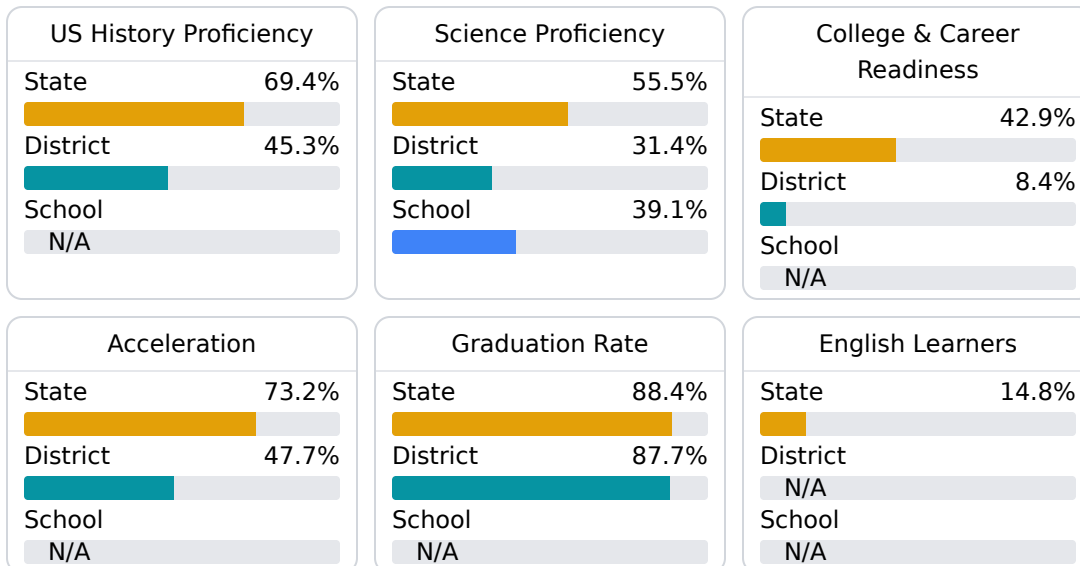 US History Proficiency
State 69.4%
District 45.3%
School
N/A
Science Proficiency
State 55.5%
District 31.4%
School 39.1%
College & Career
Readiness
State 42.9%
District 8.4%
School
N/A
Acceleration
State 73.2%
District 47.7%
School
N/A
Graduation Rate
State 88.4%
District 87.7%
School
N/A
English Learners
State 14.8%
District
N/A
School
N/A